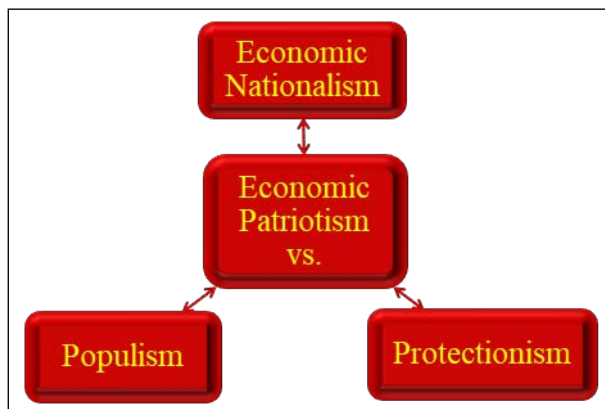 Economic
Nationalism
Economic
Patriotism
vs.
Populism
Protectionism